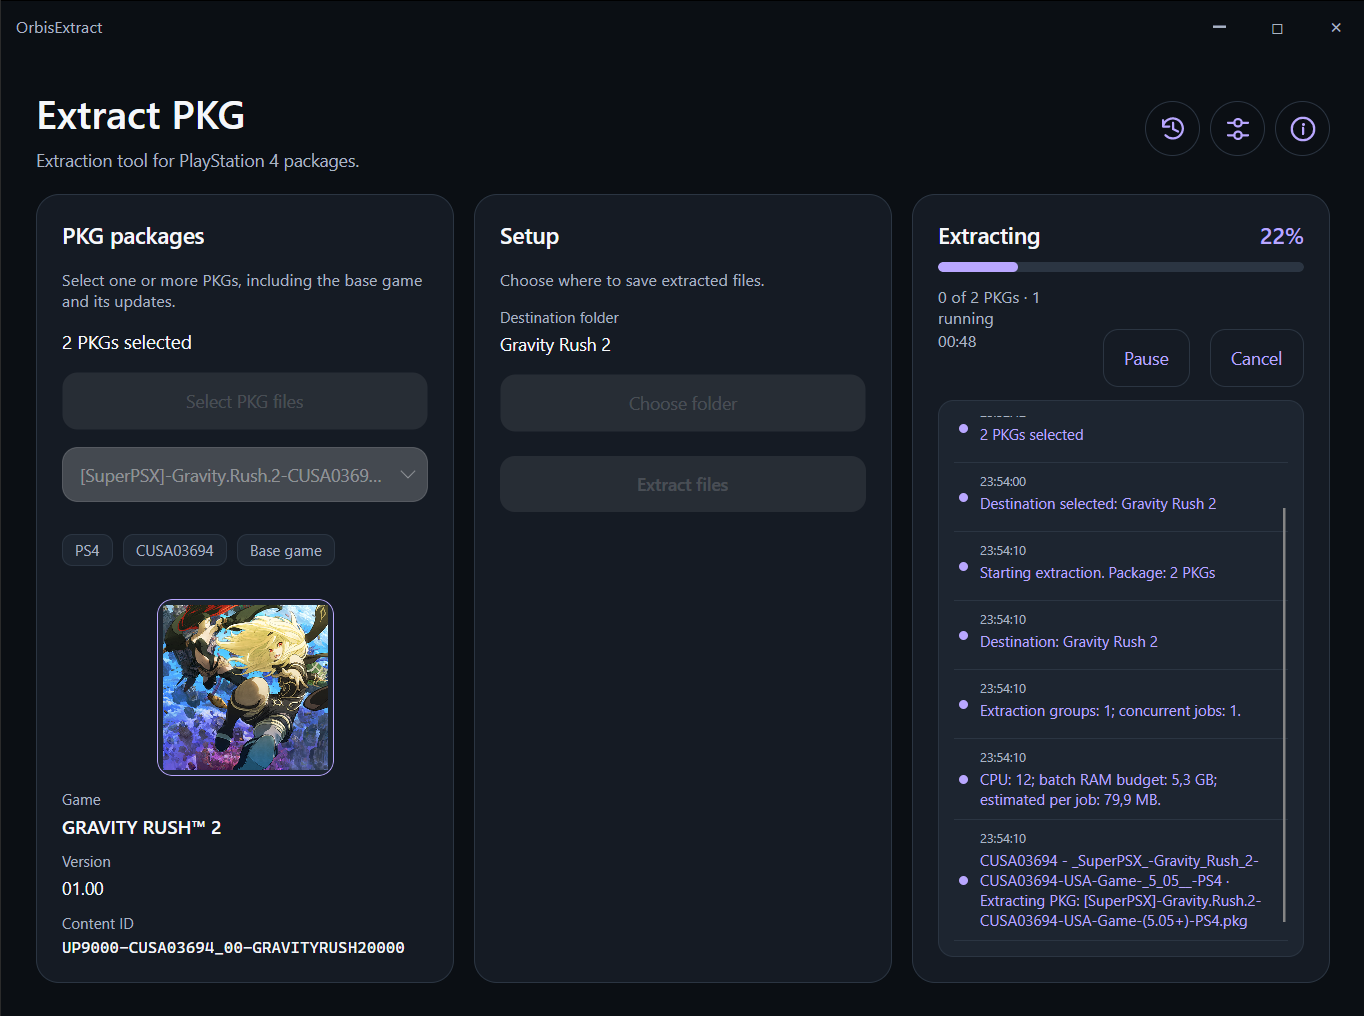 OrbisExtract
Extract PKG
Extraction tool for PlayStation 4 packages.
PKG packages
Select one or more PKGs, including the base game
and its updates.
2 PKGs selected
Select PKG files
[SuperPSX]-Gravity.Rush.2-CUSA0369...
PS4
CUSA03694
Base game
Game
GRAVITY RUSH™ 2
Version
01.00
Content ID
UP9000-CUSA03694_00-GRAVITYRUSH20000
Setup
Choose where to save extracted files.
Destination folder
Gravity Rush 2
Choose folder
Extract files
Extracting
22%
0 of 2 PKGs · 1
running
00:48
Pause
Cancel
2 PKGs selected
23:54:00
Destination selected: Gravity Rush 2
23:54:10
Starting extraction. Package: 2 PKGs
23:54:10
Destination: Gravity Rush 2
23:54:10
Extraction groups: 1; concurrent jobs: 1.
23:54:10
CPU: 12; batch RAM budget: 5,3 GB;
estimated per job: 79,9 MB.
23:54:10
CUSA03694 - _SuperPSX_-Gravity_Rush_2-
CUSA03694-USA-Game-_5_05__-PS4 ·
Extracting PKG: [SuperPSX]-Gravity.Rush.2-
CUSA03694-USA-Game-(5.05+)-PS4.pkg